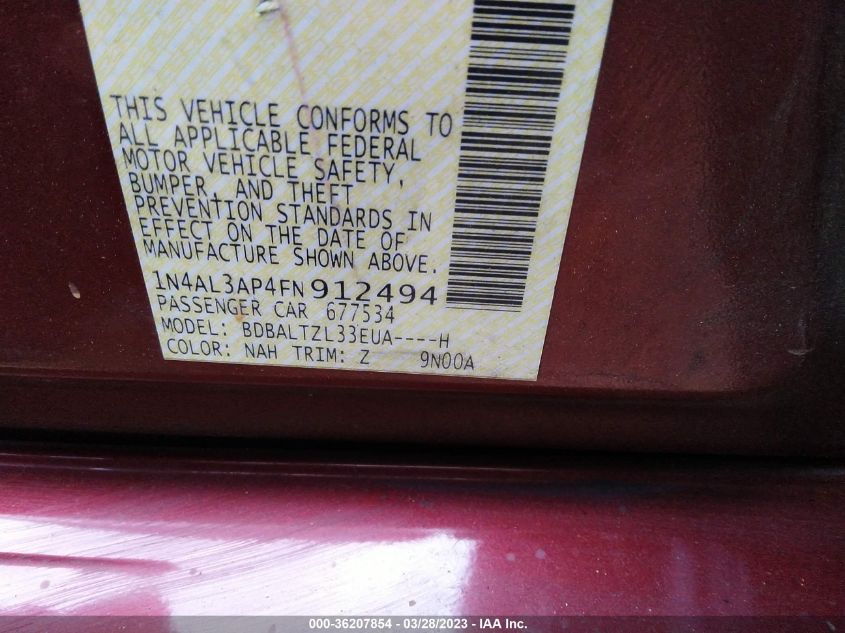 THIS VEHICLE CONFORMS TO
ALL APPLICABLE FEDERAL
MOTOR VEHICLE SAFETY,
BUMPER, AND THEFT
PREVENTION STANDARDS IN
EFFECT ON THE DATE OF
MANUFACTURE SHOWN ABOVE.
1N4AL3AP4FN912494
PASSENGER CAR 677534
MODEL: BDBALTZL33EUA----H
COLOR: NAH TRIM: Z 9N00A
000-36207854 / 03/28/2023 - IAA Inc.